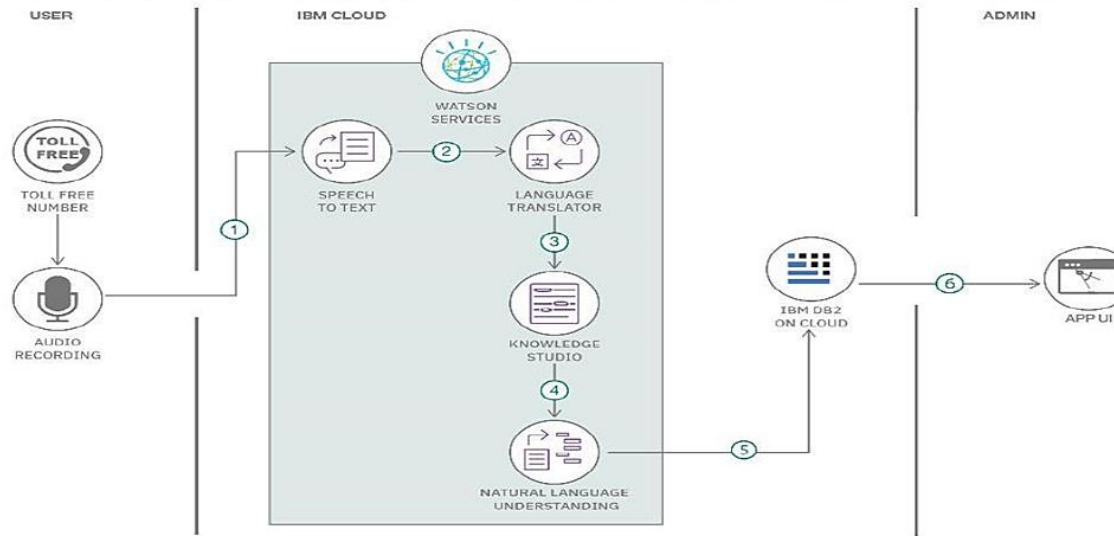 USER
IBM CLOUD
ADMIN
WATSON
SERVICES
TOLL
FREE
TOLL FREE
NUMBER
1
AUDIO
RECORDING
SPEECH
TO TEXT
2
A
文
LANGUAGE
TRANSLATOR
3
KNOWLEDGE
STUDIO
4
NATURAL LANGUAGE
UNDERSTANDING
5
IBM DB2
ON CLOUD
6
APP UI